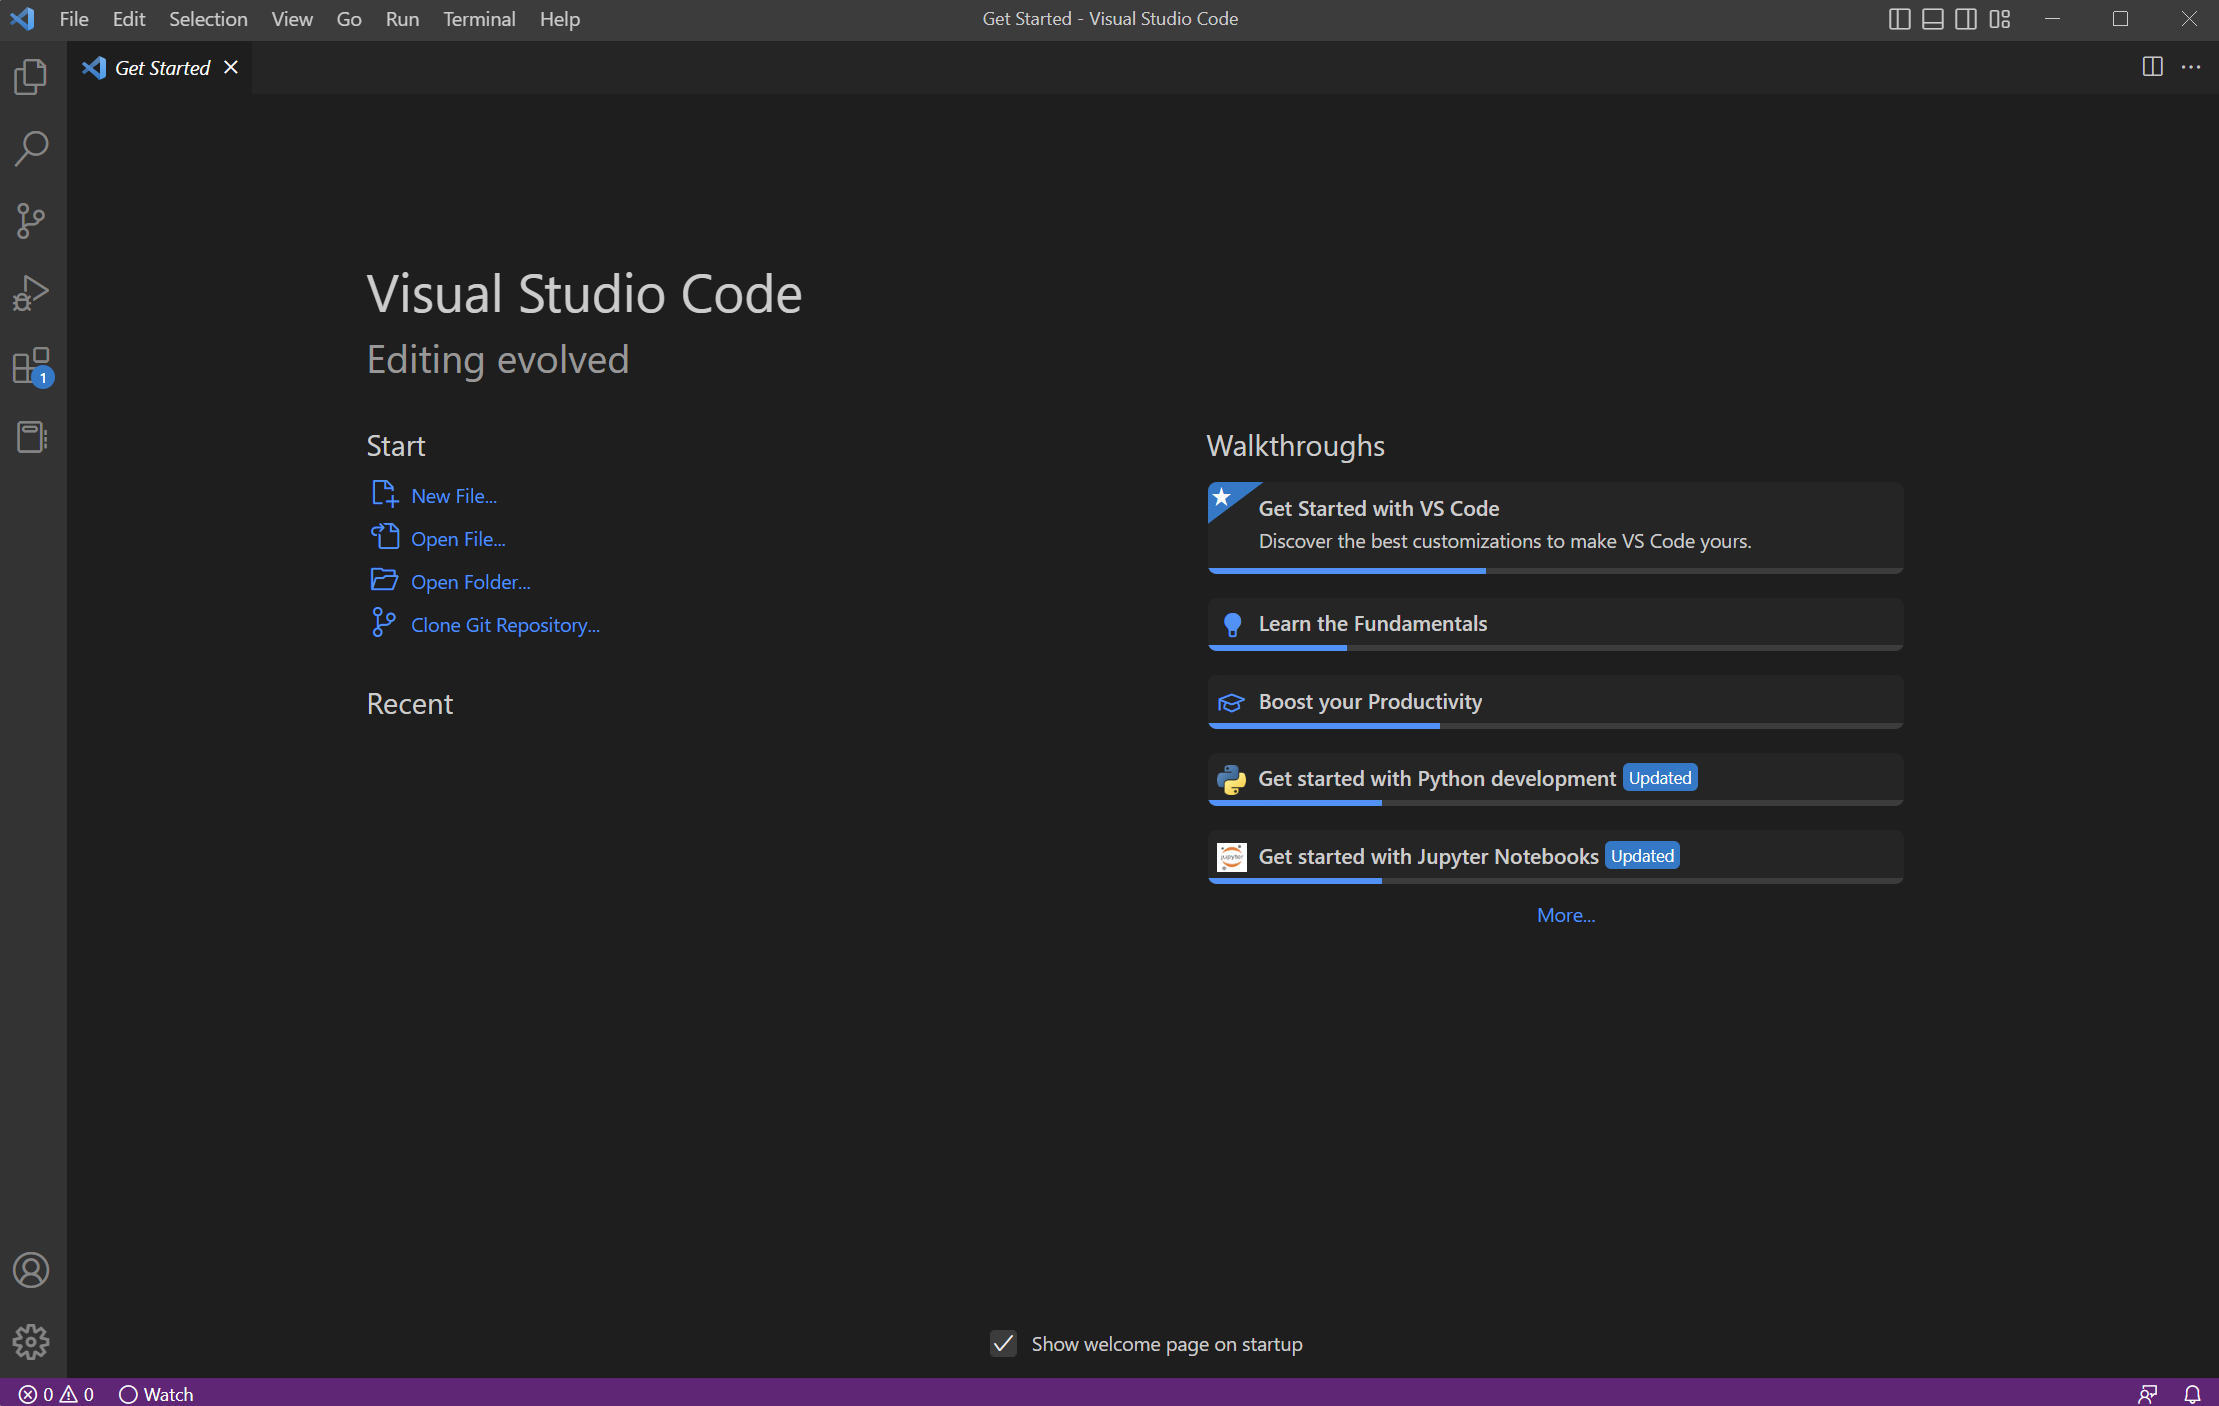 File Edit Selection View Go Run Terminal Help
Get Started - Visual Studio Code
Get Started
1
Visual Studio Code
Editing evolved
Start
New File...
Open File...
Open Folder...
Clone Git Repository...
Recent
Walkthroughs
Get Started with VS Code
Discover the best customizations to make VS Code yours.
Learn the Fundamentals
Boost your Productivity
Get started with Python development Updated
jupyter
Get started with Jupyter Notebooks Updated
More...
Show welcome page on startup
0 0 Watch